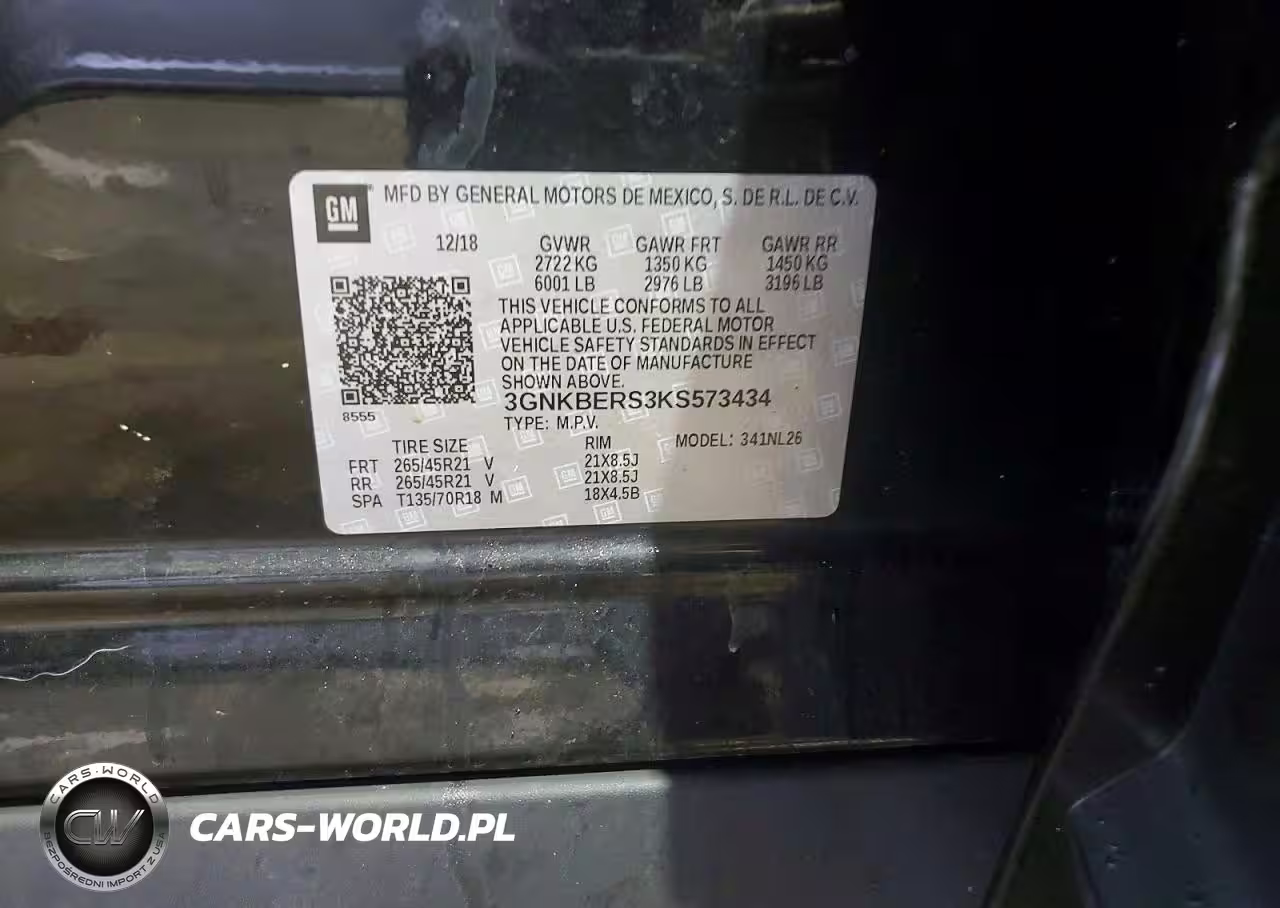 GM MFD BY GENERAL MOTORS DE MEXICO, S. DE R.L. DE C.V.
12/18 GVWR GAWR FRT GAWR RR
2722 KG 1350 KG 1450 KG
6001 LB 2976 LB 3196 LB
THIS VEHICLE CONFORMS TO ALL
APPLICABLE U.S. FEDERAL MOTOR
VEHICLE SAFETY STANDARDS IN EFFECT
ON THE DATE OF MANUFACTURE
SHOWN ABOVE.
3GNKBERS3KS573434
8555
TYPE: M.P.V.
TIRE SIZE RIM MODEL: 341NL26
FRT 265/45R21 V 21X8.5J
RR 265/45R21 V 21X8.5J
SPA T135/70R18 M 18X4.5B
CARS-WORLD
CW
BEZPOŚREDNI IMPORT Z USA
CARS-WORLD.PL